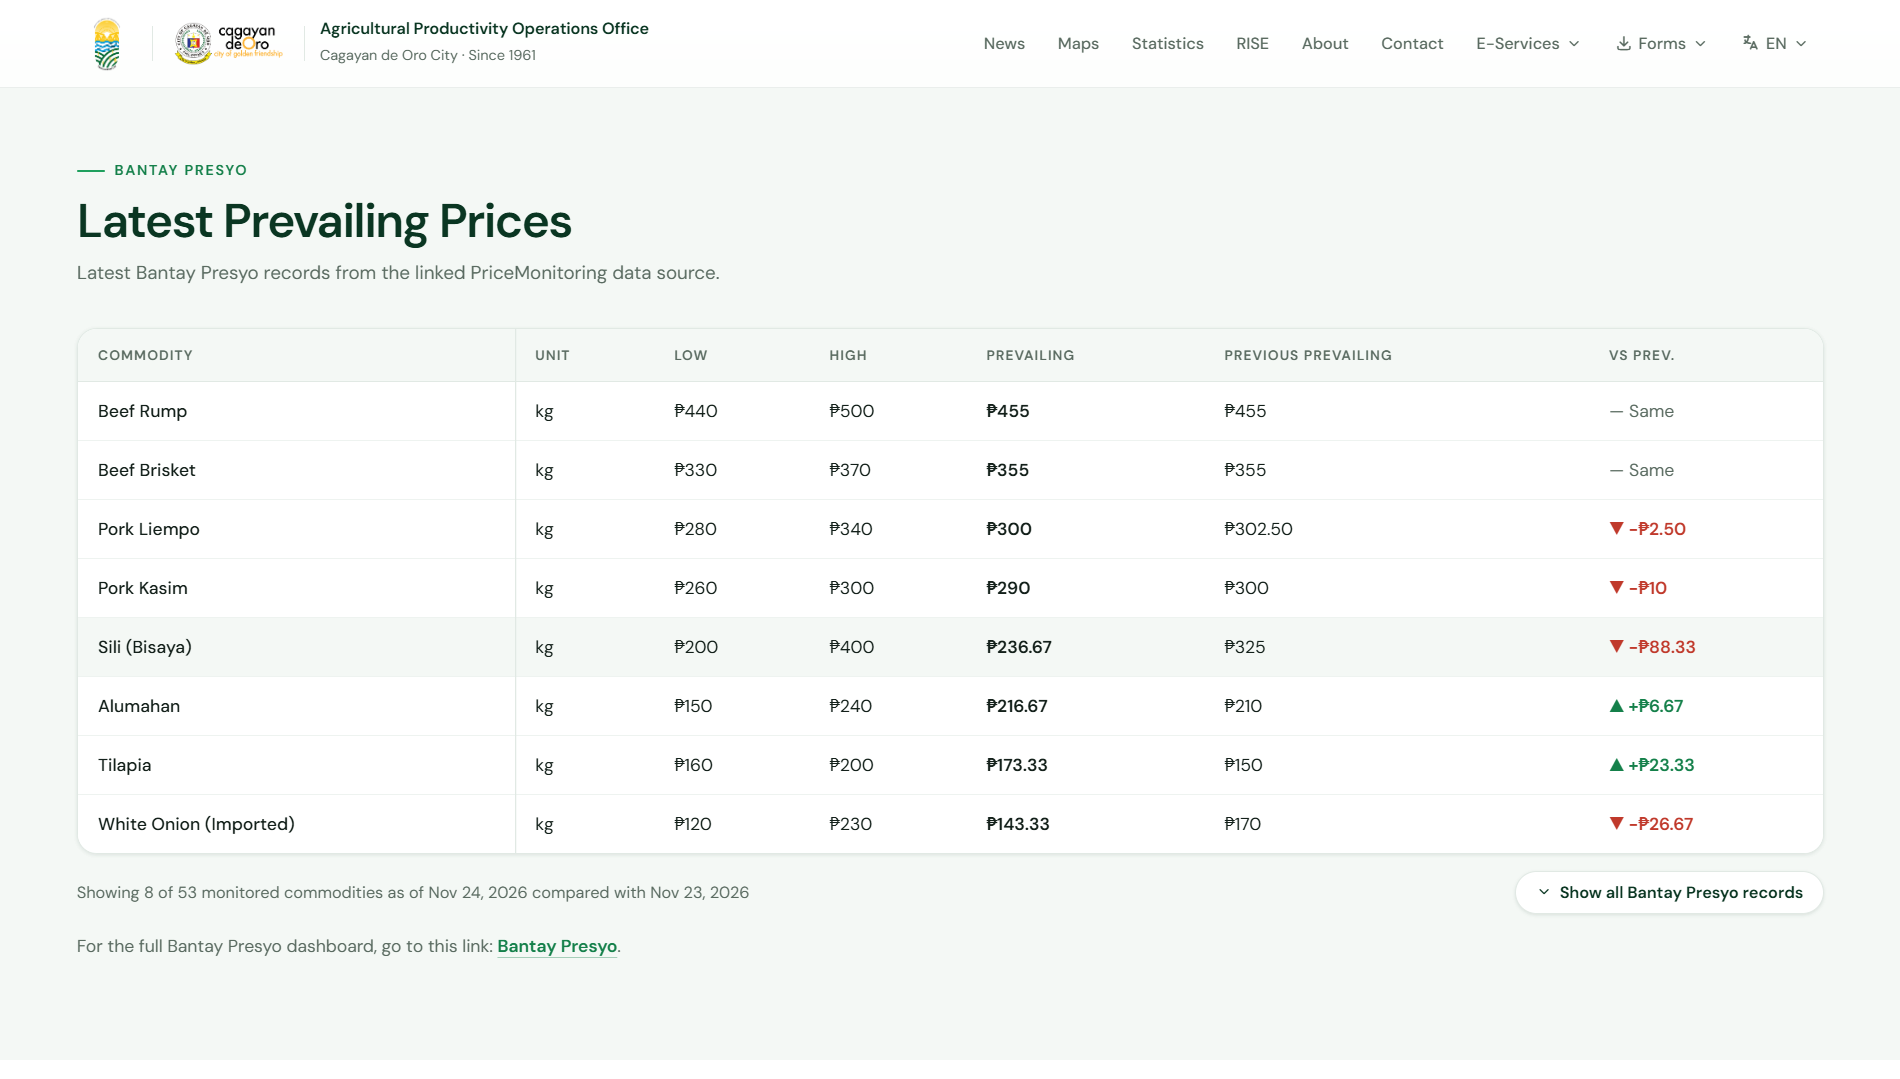 cagayan
de Oro
city of golden friendship
Agricultural Productivity Operations Office
Cagayan de Oro City · Since 1961
News Maps Statistics RISE About Contact E-Services Forms EN
BANTAY PRESYO
Latest Prevailing Prices
Latest Bantay Presyo records from the linked PriceMonitoring data source.
COMMODITY UNIT LOW HIGH PREVAILING PREVIOUS PREVAILING VS PREV.
Beef Rump kg ₱440 ₱500 ₱455 ₱455 — Same
Beef Brisket kg ₱330 ₱370 ₱355 ₱355 — Same
Pork Liempo kg ₱280 ₱340 ₱300 ₱302.50 ▼ -₱2.50
Pork Kasim kg ₱260 ₱300 ₱290 ₱300 ▼ -₱10
Sili (Bisaya) kg ₱200 ₱400 ₱236.67 ₱325 ▼ -₱88.33
Alumahan kg ₱150 ₱240 ₱216.67 ₱210 ▲ +₱6.67
Tilapia kg ₱160 ₱200 ₱173.33 ₱150 ▲ +₱23.33
White Onion (Imported) kg ₱120 ₱230 ₱143.33 ₱170 ▼ -₱26.67
Showing 8 of 53 monitored commodities as of Nov 24, 2026 compared with Nov 23, 2026
Show all Bantay Presyo records
For the full Bantay Presyo dashboard, go to this link: Bantay Presyo.